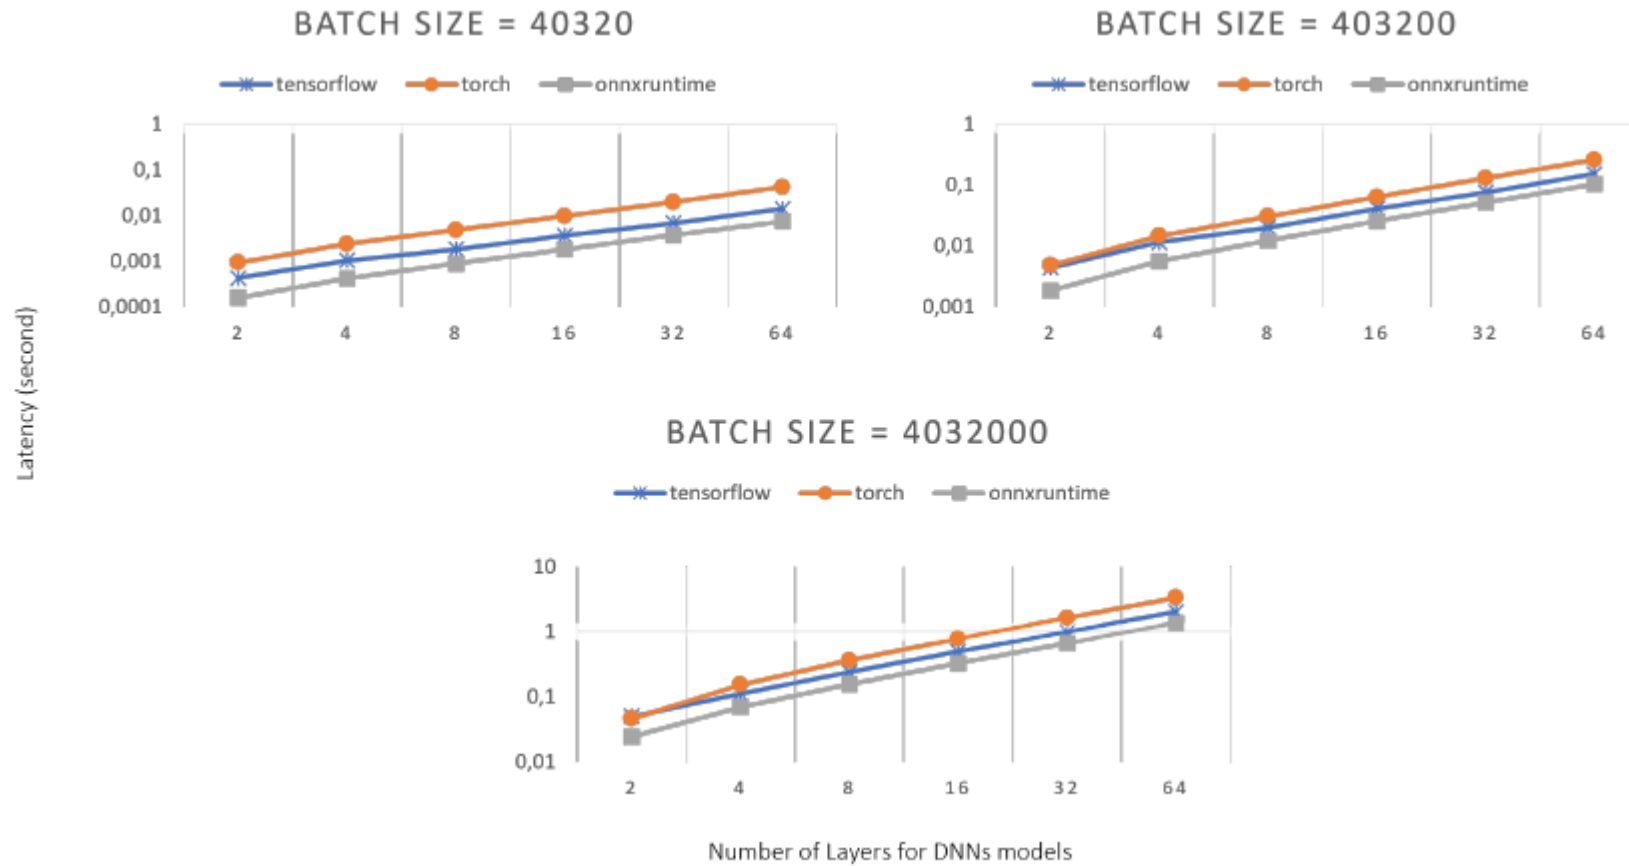 BATCH SIZE = 40320
tensorflow torch onnxruntime
1
0,1
0,01
0,001
0,0001
2 4 8 16 32 64
BATCH SIZE = 403200
tensorflow torch onnxruntime
1
0,1
0,01
0,001
2 4 8 16 32 64
Latency (second)
BATCH SIZE = 4032000
tensorflow torch onnxruntime
10
1
0,1
0,01
2 4 8 16 32 64
Number of Layers for DNNs models